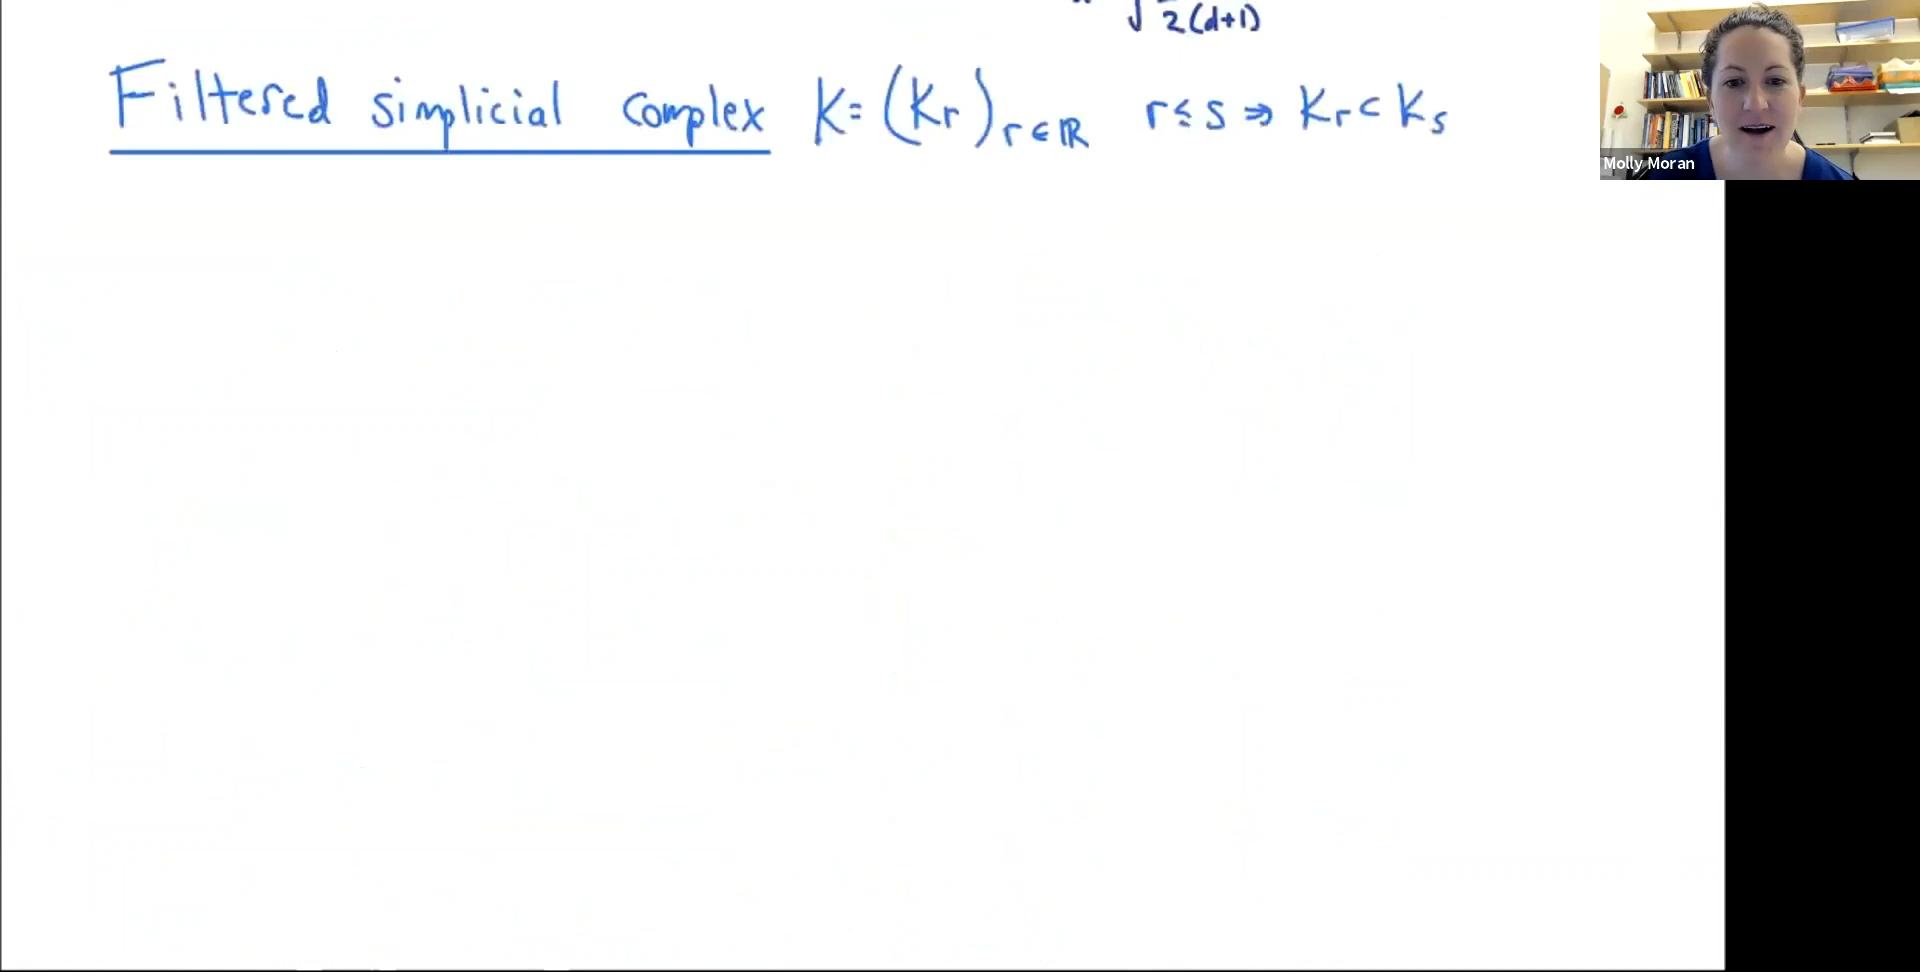 √2(d+1)
Filtered simplicial complex K=(Kr)r∈ℝ r≤s ⇒ Kr⊂Ks
Molly Moran